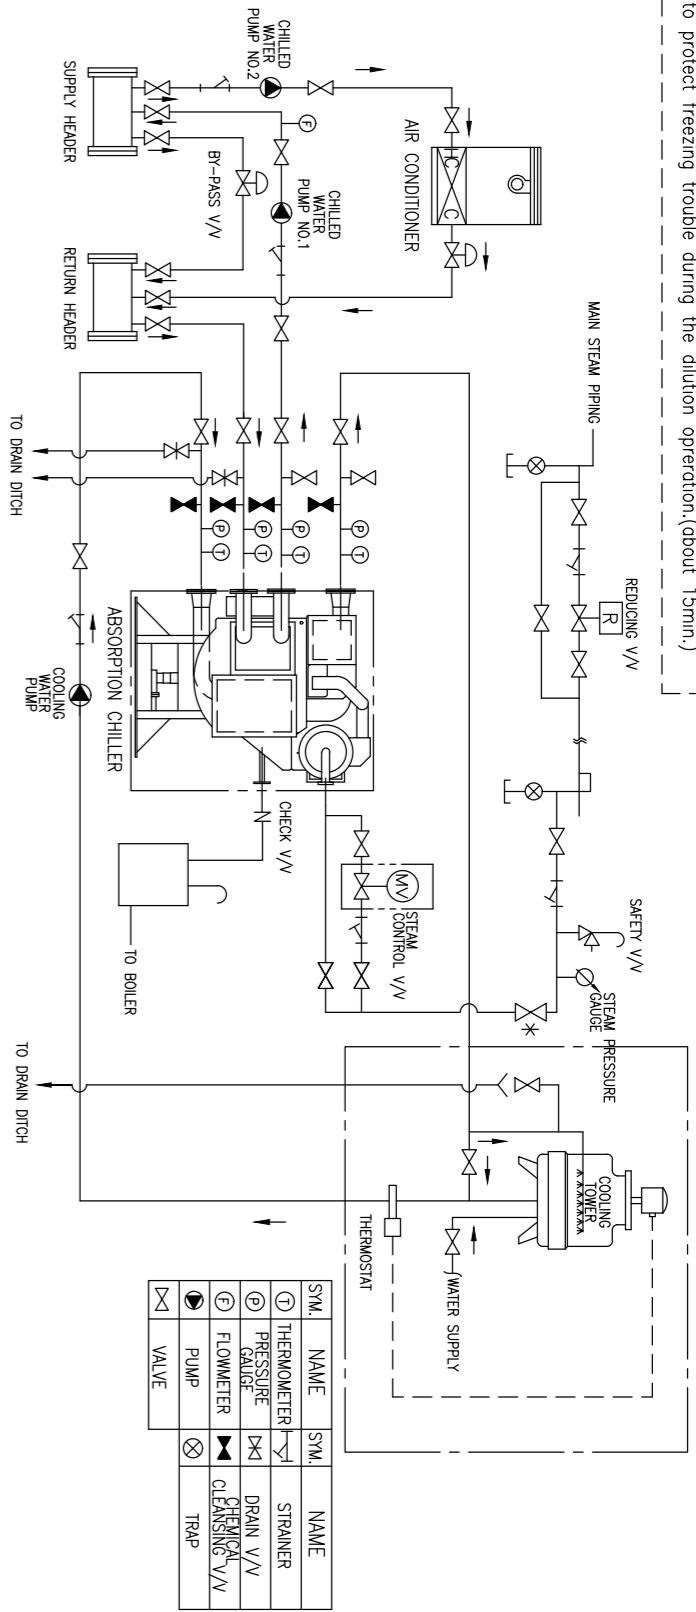 to protect freezing trouble during the dilution opreration.(about 15min.)
MAIN STEAM PIPING
REDUCING V/V
R
SAFETY V/V
STEAM PRESSURE
GAUGE
COOLING
TOWER
WATER SUPPLY
THERMOSTAT
AIR CONDITIONER
C
C
CHILLED
WATER
PUMP NO.2
F
CHILLED
WATER
PUMP NO.1
BY-PASS V/V
SUPPLY HEADER
RETURN HEADER
P
T
P
T
P
T
P
T
MV
STEAM
CONTROL V/V
CHECK V/V
ABSORPTION CHILLER
TO BOILER
COOLING
WATER
PUMP
TO DRAIN DITCH
TO DRAIN DITCH
SYM. NAME SYM. NAME
T THERMOMETER STRAINER
P PRESSURE
GAUGE DRAIN V/V
F FLOWMETER CHEMICAL
CLEANSING V/V
PUMP TRAP
VALVE